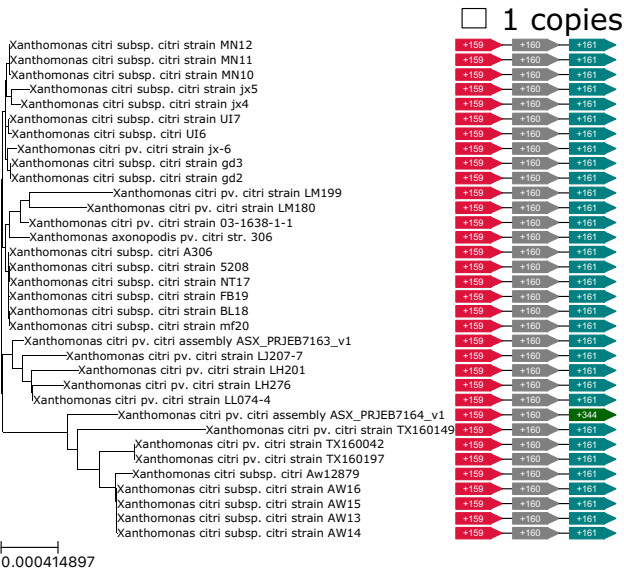 1 copies
Xanthomonas citri subsp. citri strain MN12 +159 +160 +161
Xanthomonas citri subsp. citri strain MN11 +159 +160 +161
Xanthomonas citri subsp. citri strain MN10 +159 +160 +161
Xanthomonas citri subsp. citri strain jx5 +159 +160 +161
Xanthomonas citri subsp. citri strain jx4 +159 +160 +161
Xanthomonas citri subsp. citri strain UI7 +159 +160 +161
Xanthomonas citri subsp. citri UI6 +159 +160 +161
Xanthomonas citri pv. citri strain jx-6 +159 +160 +161
Xanthomonas citri subsp. citri strain gd3 +159 +160 +161
Xanthomonas citri subsp. citri strain gd2 +159 +160 +161
Xanthomonas citri pv. citri strain LM199 +159 +160 +161
Xanthomonas citri pv. citri strain LM180 +159 +160 +161
Xanthomonas citri pv. citri strain 03-1638-1-1 +159 +160 +161
Xanthomonas axonopodis pv. citri str. 306 +159 +160 +161
Xanthomonas citri subsp. citri A306 +159 +160 +161
Xanthomonas citri subsp. citri strain 5208 +159 +160 +161
Xanthomonas citri subsp. citri strain NT17 +159 +160 +161
Xanthomonas citri subsp. citri strain FB19 +159 +160 +161
Xanthomonas citri subsp. citri strain BL18 +159 +160 +161
Xanthomonas citri subsp. citri strain mf20 +159 +160 +161
Xanthomonas citri pv. citri assembly ASX_PRJEB7163_v1 +159 +160 +161
Xanthomonas citri pv. citri strain LJ207-7 +159 +160 +161
Xanthomonas citri pv. citri strain LH201 +159 +160 +161
Xanthomonas citri pv. citri strain LH276 +159 +160 +161
Xanthomonas citri pv. citri strain LL074-4 +159 +160 +161
Xanthomonas citri pv. citri assembly ASX_PRJEB7164_v1 +159 +160 +344
Xanthomonas citri pv. citri strain TX160149 +159 +160 +161
Xanthomonas citri pv. citri strain TX160042 +159 +160 +161
Xanthomonas citri pv. citri strain TX160197 +159 +160 +161
Xanthomonas citri subsp. citri Aw12879 +159 +160 +161
Xanthomonas citri subsp. citri strain AW16 +159 +160 +161
Xanthomonas citri subsp. citri strain AW15 +159 +160 +161
Xanthomonas citri subsp. citri strain AW13 +159 +160 +161
Xanthomonas citri subsp. citri strain AW14 +159 +160 +161
0.000414897